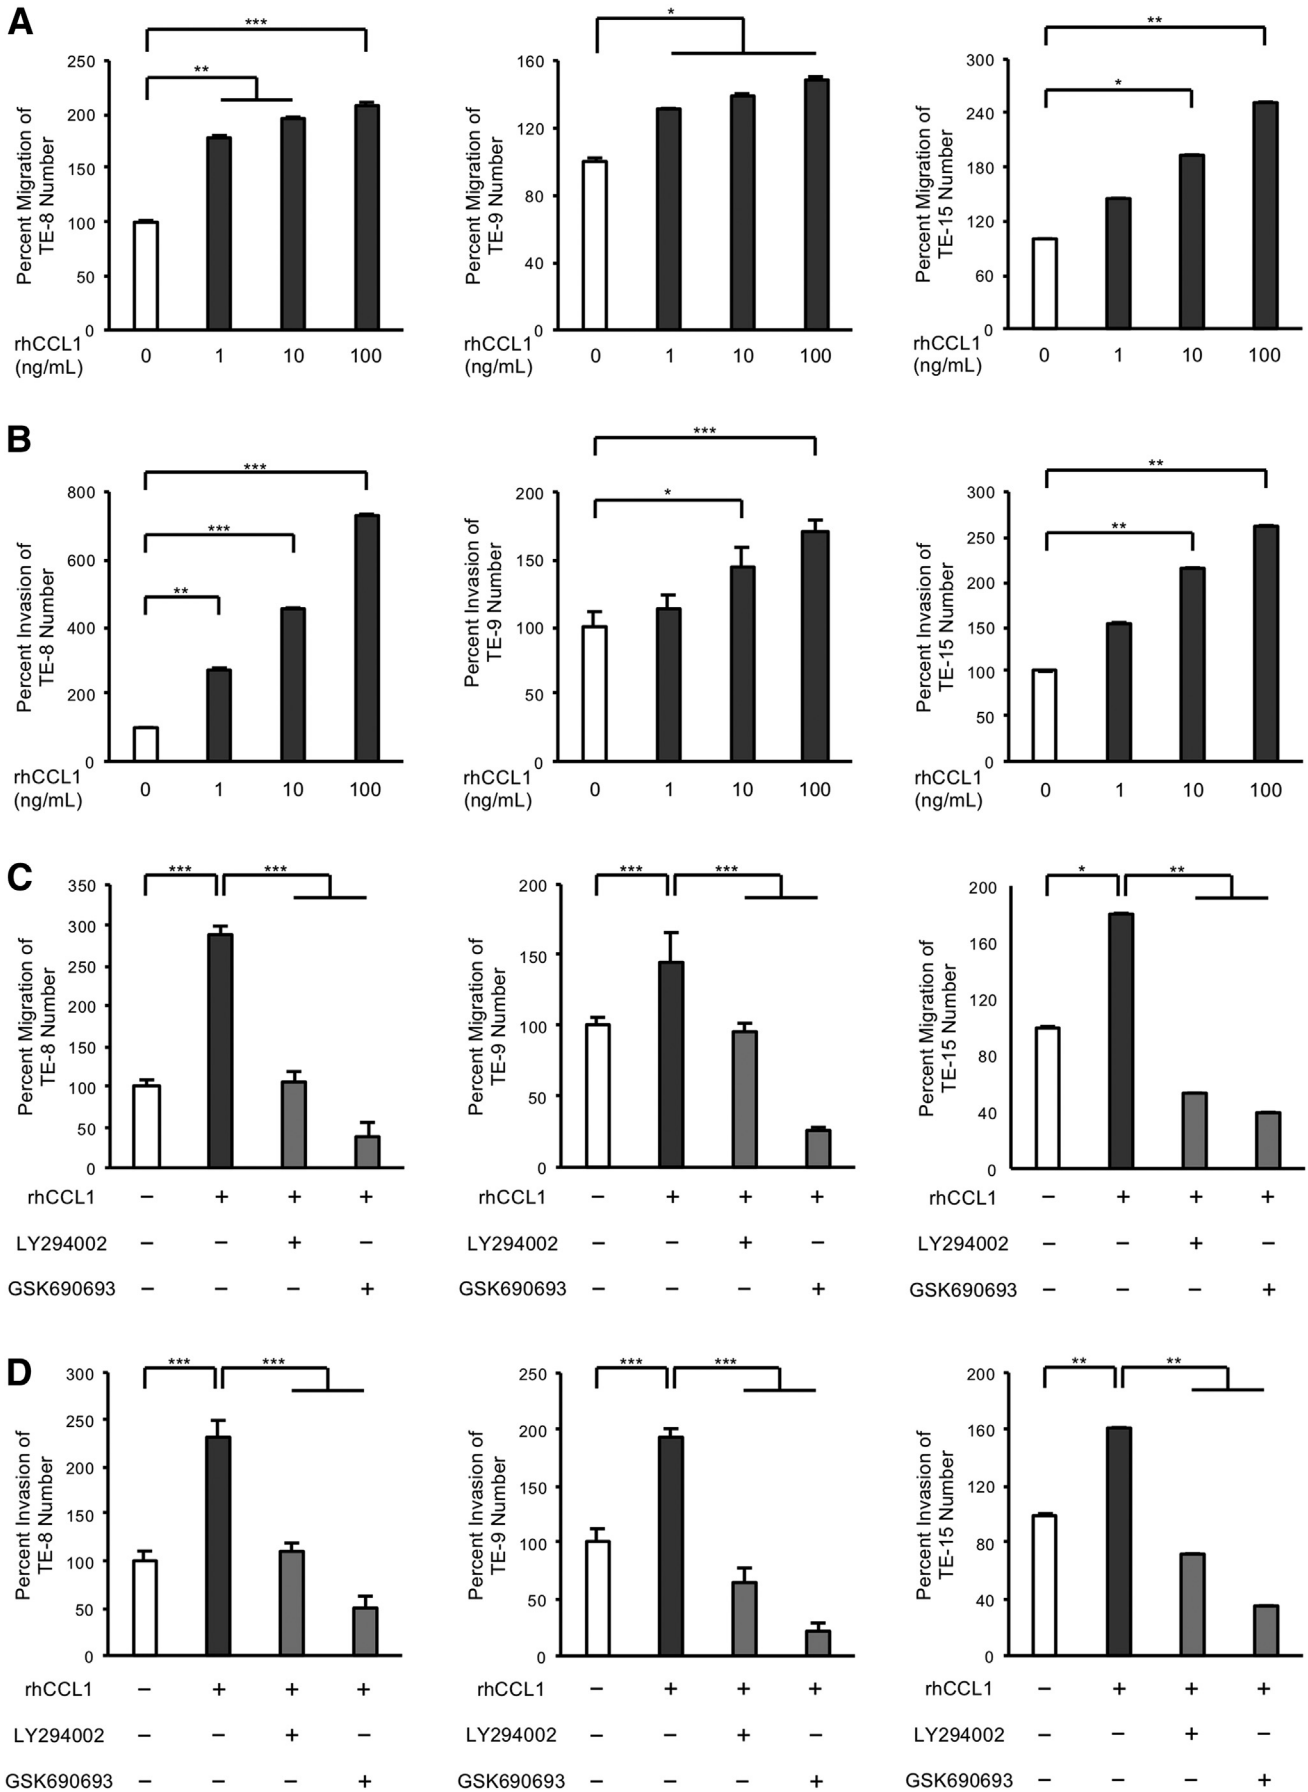 A
***
**
250
200
150
100
50
0
Percent Migration of
TE-8 Number
rhCCL1
(ng/mL)
0 1 10 100
*
160
120
80
40
0
Percent Migration of
TE-9 Number
rhCCL1
(ng/mL)
0 1 10 100
**
*
300
240
180
120
60
0
Percent Migration of
TE-15 Number
rhCCL1
(ng/mL)
0 1 10 100
B
***
***
**
800
600
400
200
0
Percent Invasion of
TE-8 Number
rhCCL1
(ng/mL)
0 1 10 100
***
*
200
150
100
50
0
Percent Invasion of
TE-9 Number
rhCCL1
(ng/mL)
0 1 10 100
**
**
300
250
200
150
100
50
0
Percent Invasion of
TE-15 Number
rhCCL1
(ng/mL)
0 1 10 100
C
*** ***
350
300
250
200
150
100
50
0
Percent Migration of
TE-8 Number
rhCCL1 − + + +
LY294002 − − + −
GSK690693 − − − +
*** ***
200
150
100
50
0
Percent Migration of
TE-9 Number
rhCCL1 − + + +
LY294002 − − + −
GSK690693 − − − +
* **
200
160
120
80
40
0
Percent Migration of
TE-15 Number
rhCCL1 − + + +
LY294002 − − + −
GSK690693 − − − +
D
*** ***
300
250
200
150
100
50
0
Percent Invasion of
TE-8 Number
rhCCL1 − + + +
LY294002 − − + −
GSK690693 − − − +
*** ***
250
200
150
100
50
0
Percent Invasion of
TE-9 Number
rhCCL1 − + + +
LY294002 − − + −
GSK690693 − − − +
** **
200
160
120
80
40
0
Percent Invasion of
TE-15 Number
rhCCL1 − + + +
LY294002 − − + −
GSK690693 − − − +